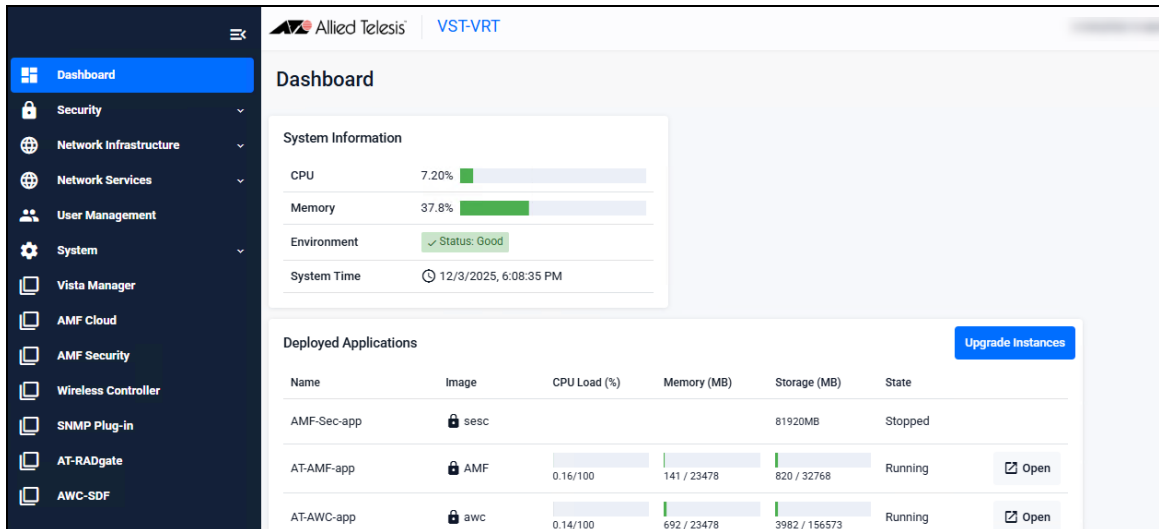 Allied Telesis VST-VRT
Dashboard
Security
Network Infrastructure
Network Services
User Management
System
Vista Manager
AMF Cloud
AMF Security
Wireless Controller
SNMP Plug-in
AT-RADgate
AWC-SDF
Dashboard
System Information
CPU 7.20%
Memory 37.8%
Environment Status: Good
System Time 12/3/2025, 6:08:35 PM
Deployed Applications Upgrade Instances
Name Image CPU Load (%) Memory (MB) Storage (MB) State
AMF-Sec-app sesc 81920MB Stopped
AT-AMF-app AMF 0.16/100 141 / 23478 820 / 32768 Running Open
AT-AWC-app awc 0.14/100 692 / 23478 3982 / 156573 Running Open